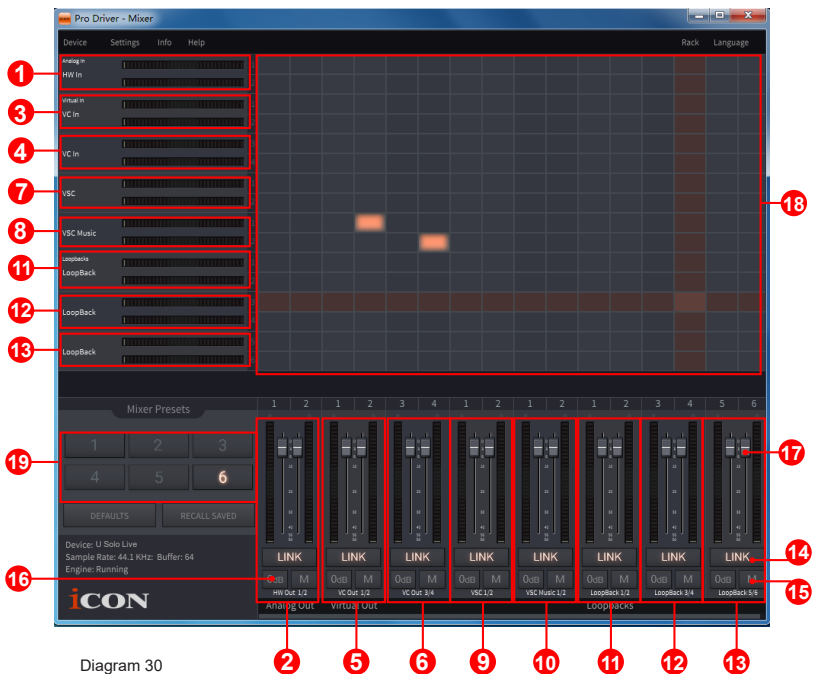 Pro Driver - Mixer
Device Settings Info Help Rack Language
Analog In
1 HW In
Virtual In
3 VC In
4 VC In
7 VSC
18
8 VSC Music
Loopbacks
11 LoopBack
12 LoopBack
13 LoopBack
1 2 1 2 3 4 1 2 1 2 1 2 3 4 5 6
Mixer Presets
1 2 3
19
17
4 5 6
DEFAULTS RECALL SAVED
Device: U Solo Live
Sample Rate: 44.1 KHz: Buffer: 64
Engine: Running
LINK LINK LINK LINK LINK LINK LINK LINK 14
16 0dB M 0dB M 0dB M 0dB M 0dB M 0dB M 0dB M 0dB M 15
HW Out 1/2 VC Out 1/2 VC Out 3/4 VSC 1/2 VSC Music 1/2 LoopBack 1/2 LoopBack 3/4 LoopBack 5/6
iCON
Analog Out Virtual Out Loopbacks
2 5 6 9 10 11 12 13
Diagram 30